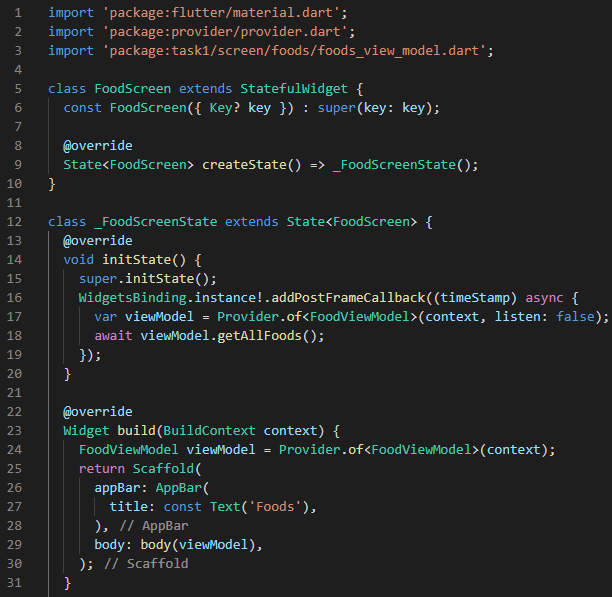 1 import 'package:flutter/material.dart';
2 import 'package:provider/provider.dart';
3 import 'package:task1/screen/foods/foods_view_model.dart';
4
5 class FoodScreen extends StatefulWidget {
6   const FoodScreen({ Key? key }) : super(key: key);
7
8   @override
9   State<FoodScreen> createState() => _FoodScreenState();
10 }
11
12 class _FoodScreenState extends State<FoodScreen> {
13   @override
14   void initState() {
15     super.initState();
16     WidgetsBinding.instance!.addPostFrameCallback((timeStamp) async {
17       var viewModel = Provider.of<FoodViewModel>(context, listen: false);
18       await viewModel.getAllFoods();
19     });
20   }
21
22   @override
23   Widget build(BuildContext context) {
24     FoodViewModel viewModel = Provider.of<FoodViewModel>(context);
25     return Scaffold(
26       appBar: AppBar(
27         title: const Text('Foods'),
28       ), // AppBar
29       body: body(viewModel),
30     ); // Scaffold
31   }